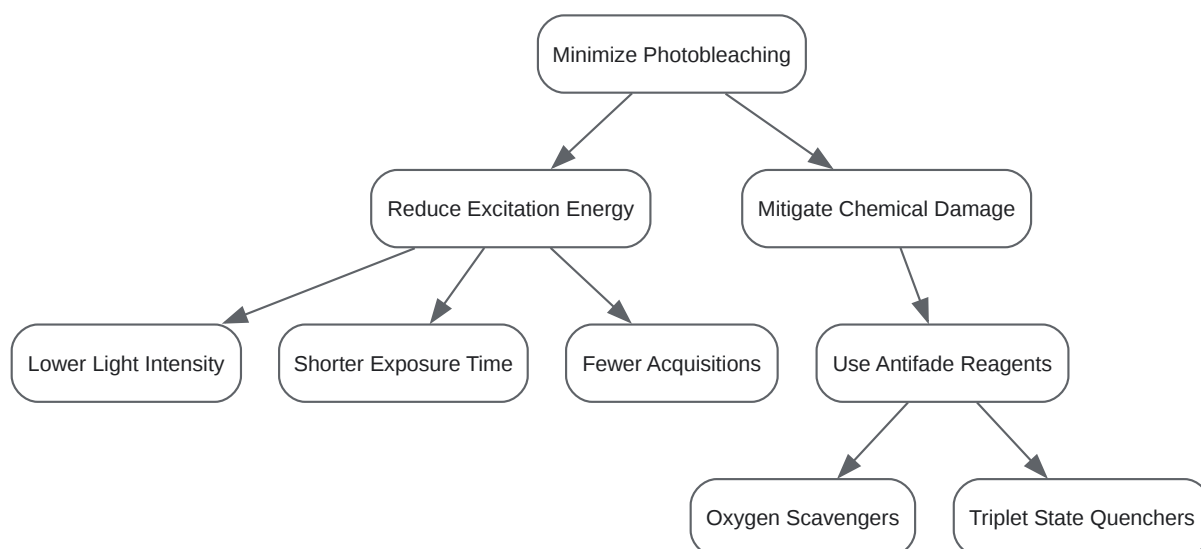 Minimize Photobleaching
Reduce Excitation Energy
Mitigate Chemical Damage
Lower Light Intensity
Shorter Exposure Time
Fewer Acquisitions
Use Antifade Reagents
Oxygen Scavengers
Triplet State Quenchers